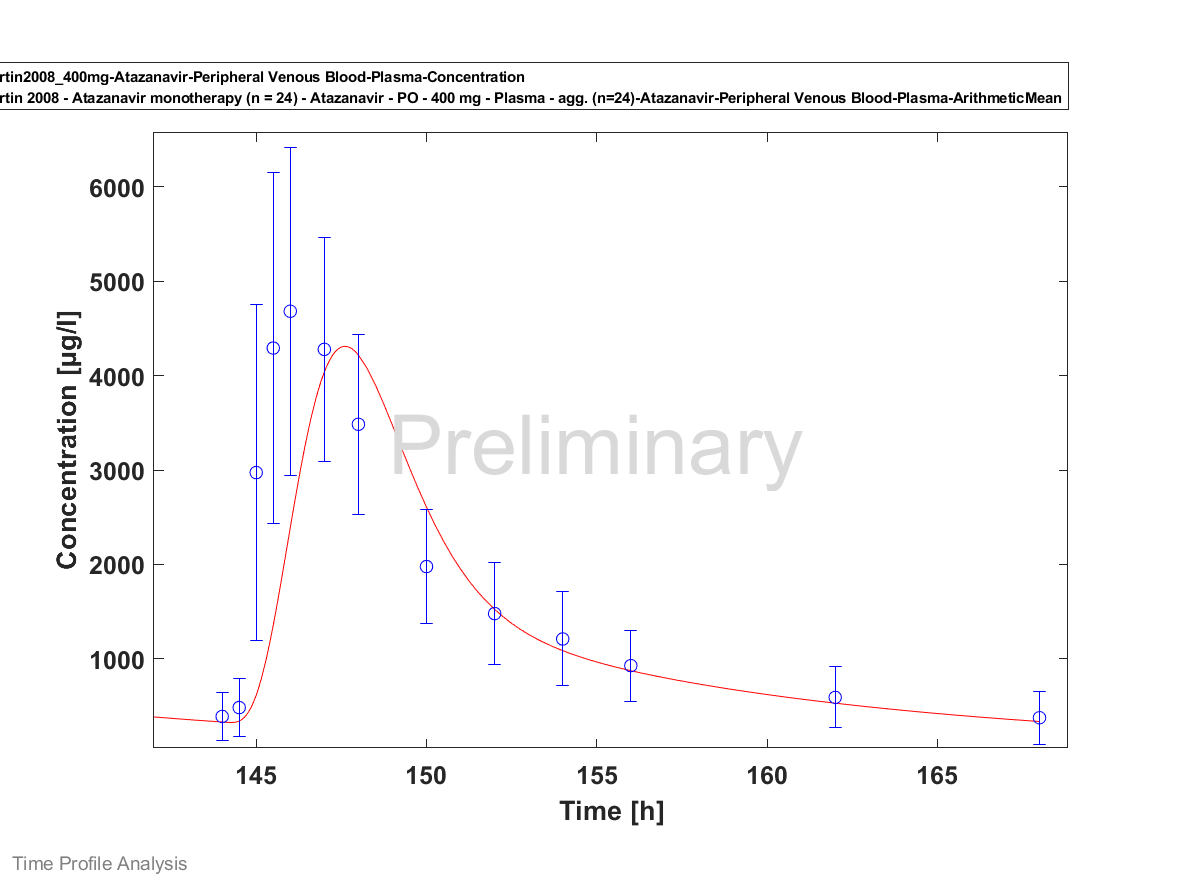 rtin2008_400mg-Atazanavir-Peripheral Venous Blood-Plasma-Concentration
rtin 2008 - Atazanavir monotherapy (n = 24) - Atazanavir - PO - 400 mg - Plasma - agg. (n=24)-Atazanavir-Peripheral Venous Blood-Plasma-ArithmeticMean
6000
5000
4000
3000
2000
1000
Concentration [µg/l]
Preliminary
145 150 155 160 165
Time [h]
Time Profile Analysis